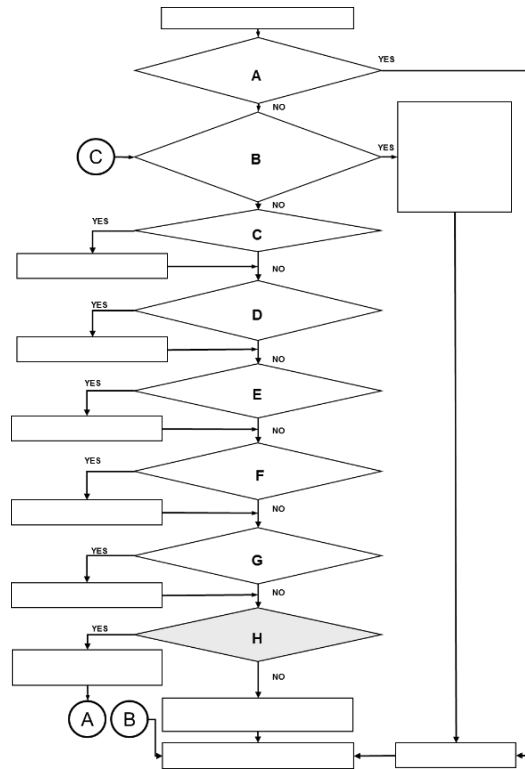 YES
A
NO
C
B
YES
NO
YES
C
NO
YES
D
NO
YES
E
NO
YES
F
NO
YES
G
NO
YES
H
NO
A
B